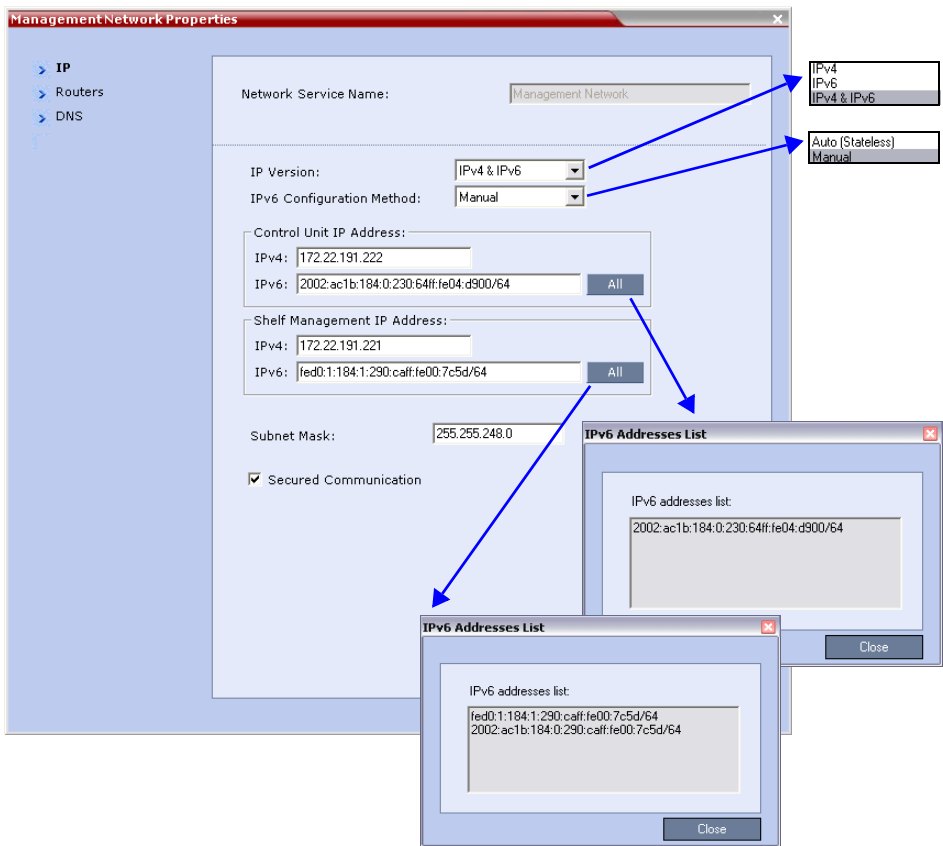 Management Network Properties
IP
Routers
DNS
Network Service Name: Management Network
IP Version: IPv4 & IPv6
IPv6 Configuration Method: Manual
Control Unit IP Address:
IPv4: 172.22.191.222
IPv6: 2002:ac1b:184:0:230:64ff:fe04:d900/64 All
Shelf Management IP Address:
IPv4: 172.22.191.221
IPv6: fed0:1:184:1:290:caff:fe00:7c5d/64 All
Subnet Mask: 255.255.248.0
Secured Communication
IPv4
IPv6
IPv4 & IPv6
Auto (Stateless)
Manual
IPv6 Addresses List
IPv6 addresses list:
2002:ac1b:184:0:230:64ff:fe04:d900/64
Close
IPv6 Addresses List
IPv6 addresses list:
fed0:1:184:1:290:caff:fe00:7c5d/64
2002:ac1b:184:0:290:caff:fe00:7c5d/64
Close